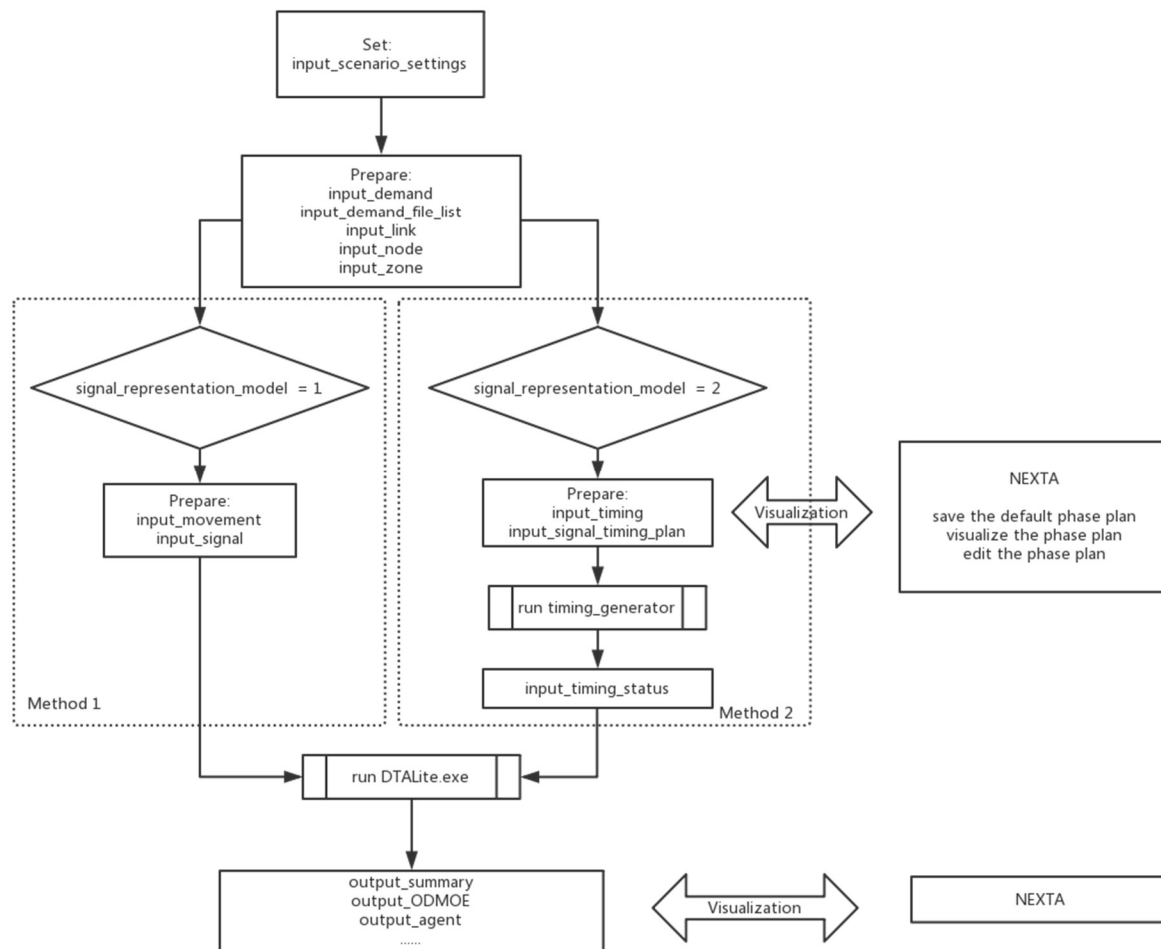 Set:
input_scenario_settings
Prepare:
input_demand
input_demand_file_list
input_link
input_node
input_zone
signal_representation_model = 1
signal_representation_model = 2
Prepare:
input_movement
input_signal
Prepare:
input_timing
input_signal_timing_plan
Visualization
NEXTA
save the default phase plan
visualize the phase plan
edit the phase plan
run timing_generator
input_timing_status
Method 1
Method 2
run DTALite.exe
output_summary
output_ODMOE
output_agent
......
Visualization
NEXTA